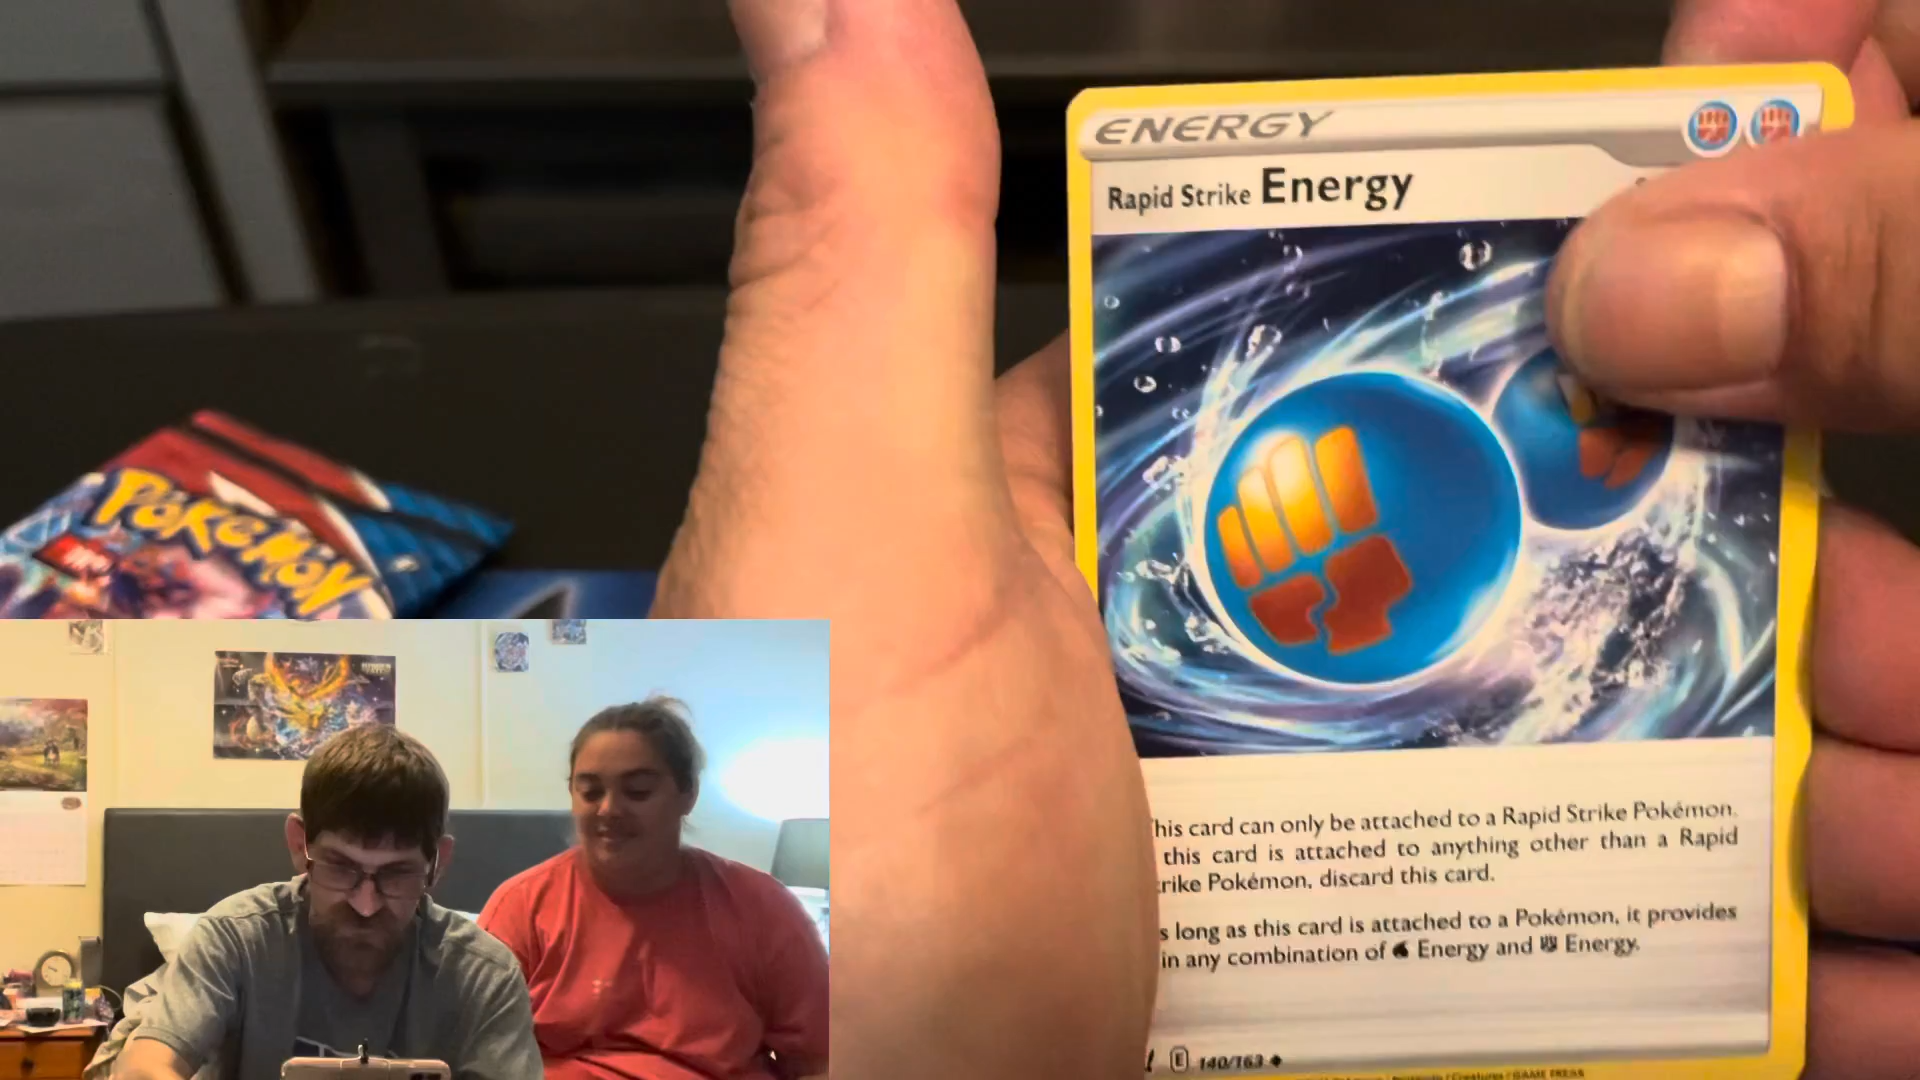 ENERGY
Rapid Strike Energy
POKéMON
his card can only be attached to a Rapid Strike Pokémon.
this card is attached to anything other than a Rapid
rike Pokémon, discard this card.
s long as this card is attached to a Pokémon, it provides
in any combination of Energy and Energy.
E 140/163